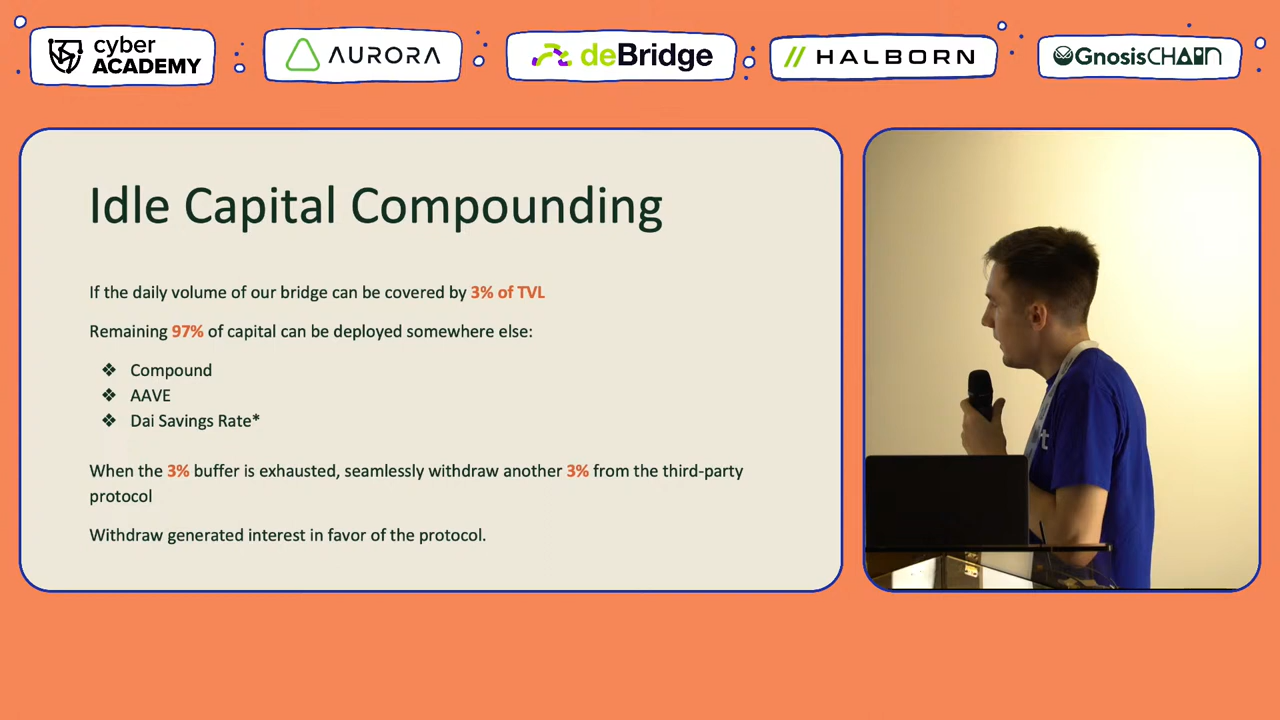 cyber
ACADEMY
AURORA
deBridge
HALBORN
GnosisCHAIN
Idle Capital Compounding
If the daily volume of our bridge can be covered by 3% of TVL
Remaining 97% of capital can be deployed somewhere else:
❖ Compound
❖ AAVE
❖ Dai Savings Rate*
When the 3% buffer is exhausted, seamlessly withdraw another 3% from the third-party
protocol
Withdraw generated interest in favor of the protocol.